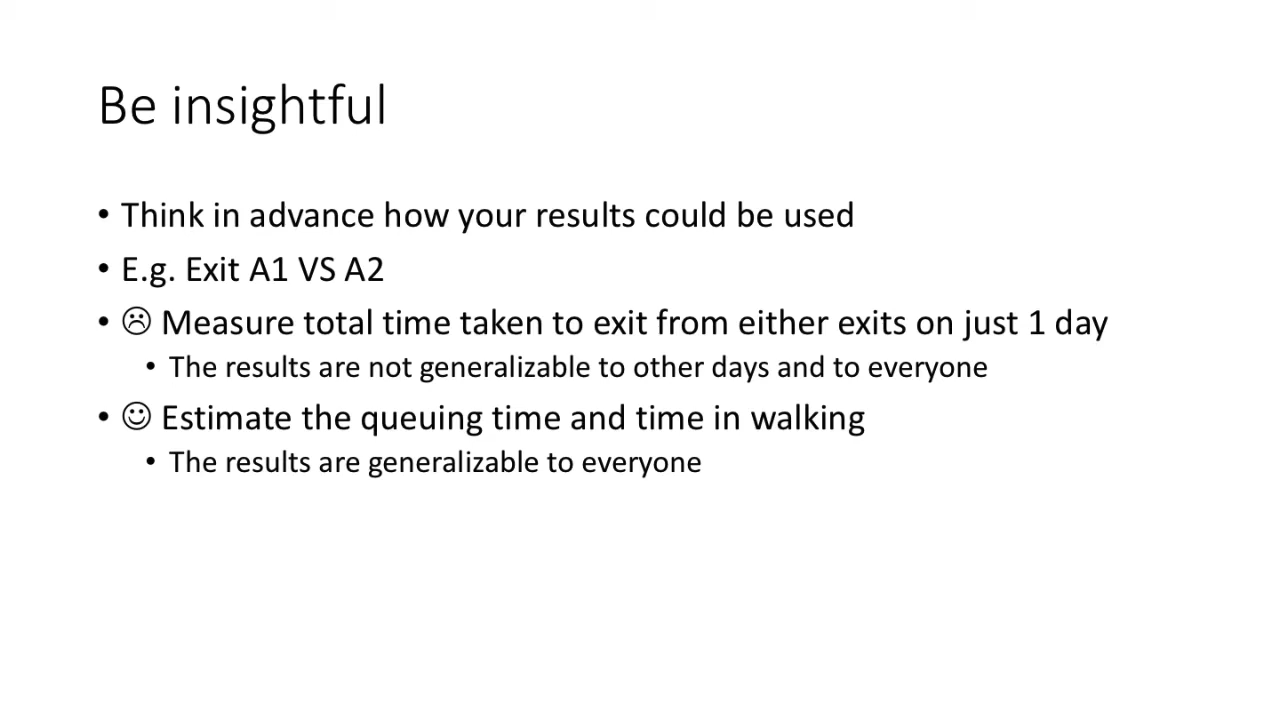 Be insightful
• Think in advance how your results could be used
• E.g. Exit A1 VS A2
• ☹ Measure total time taken to exit from either exits on just 1 day
• The results are not generalizable to other days and to everyone
• ☺ Estimate the queuing time and time in walking
• The results are generalizable to everyone